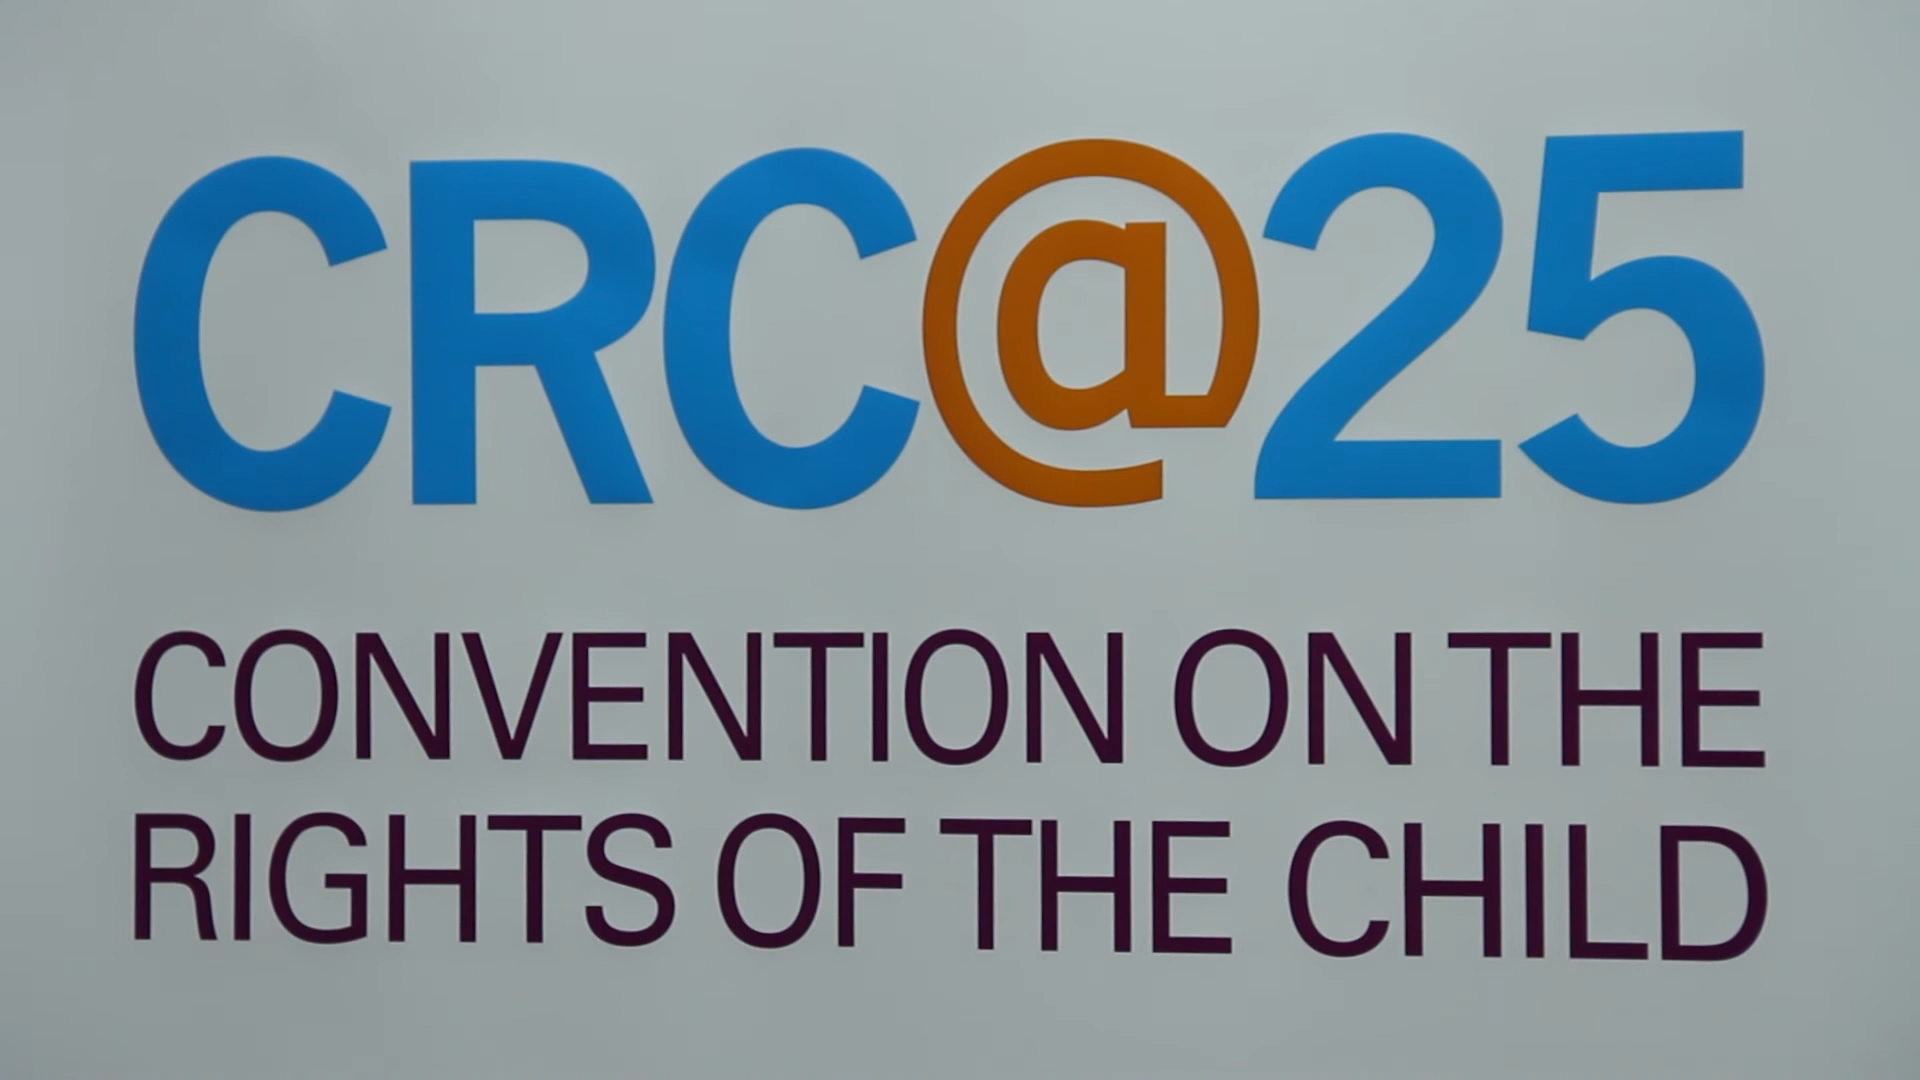 CRC@25
CONVENTION ON THE
RIGHTS OF THE CHILD